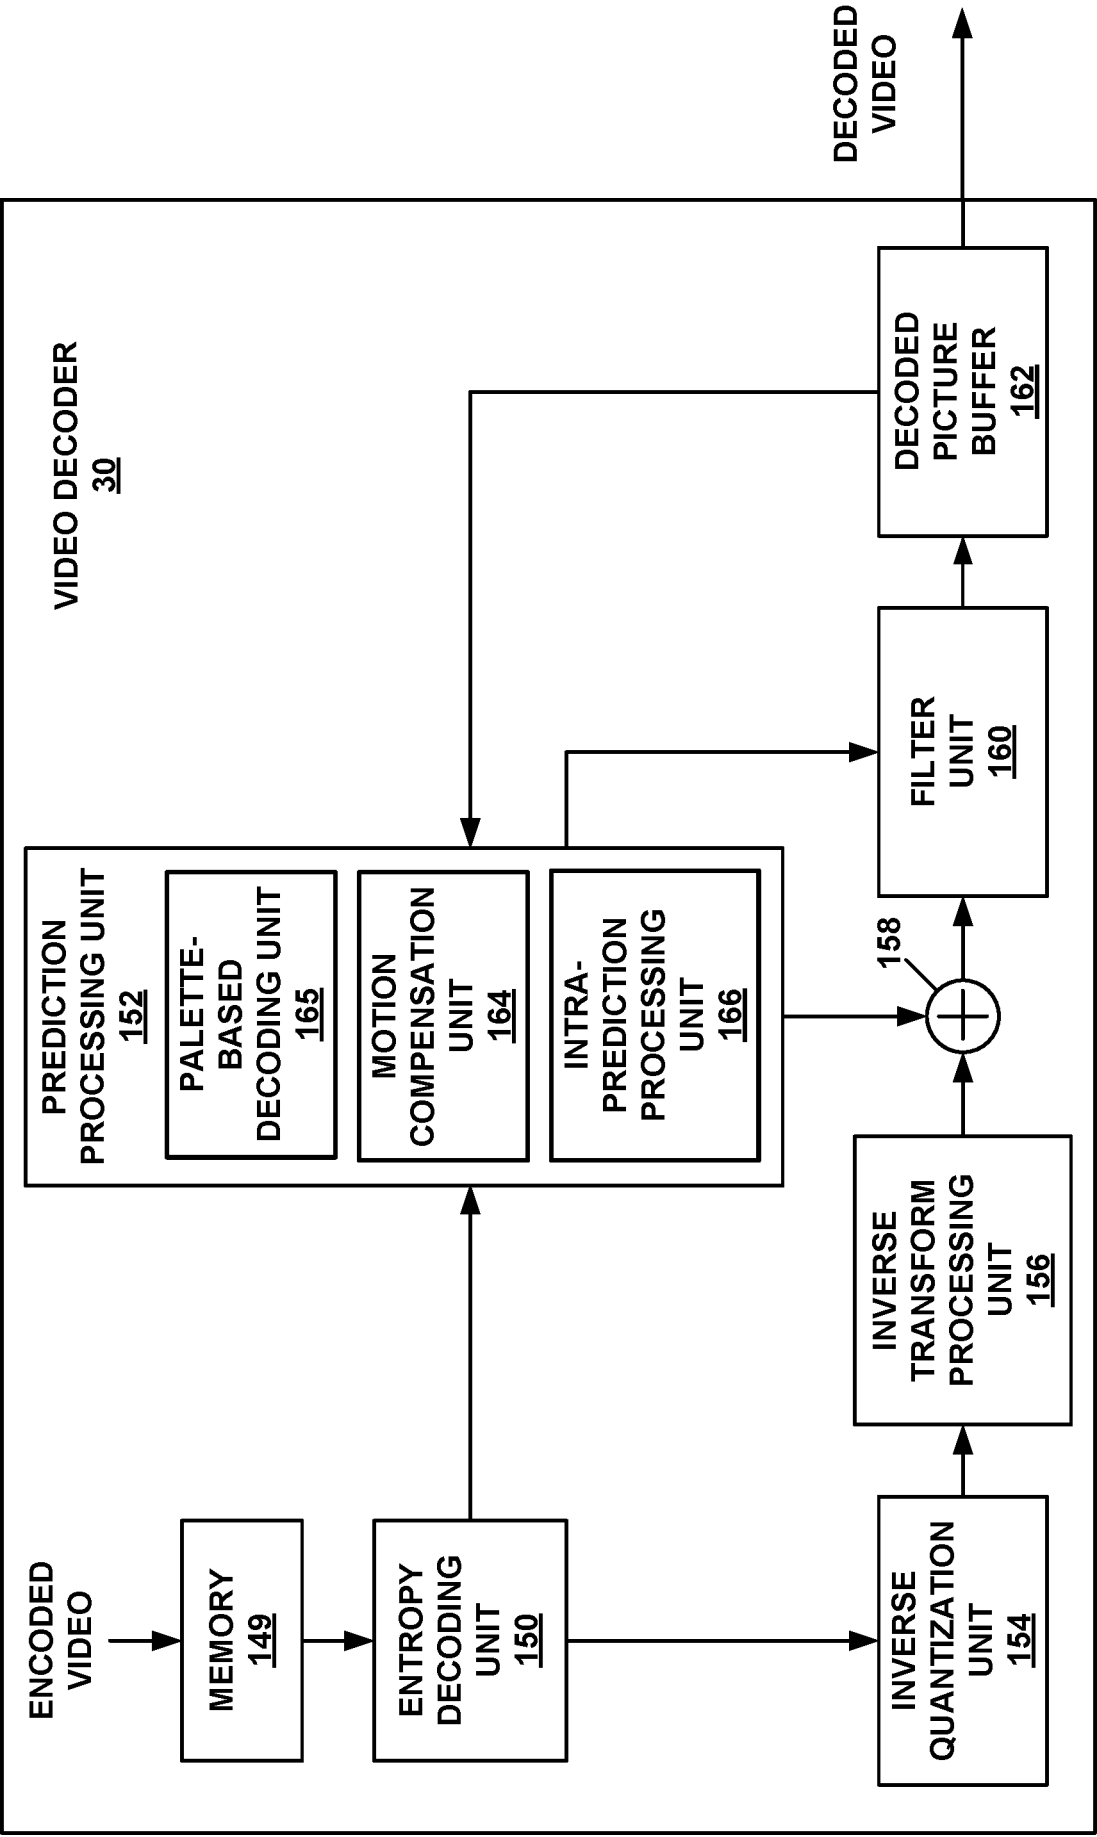 VIDEO DECODER
30
ENCODED
VIDEO
MEMORY
149
ENTROPY
DECODING
UNIT
150
PREDICTION
PROCESSING UNIT
152
PALETTE-
BASED
DECODING UNIT
165
MOTION
COMPENSATION
UNIT
164
INTRA-
PREDICTION
PROCESSING
UNIT
166
INVERSE
QUANTIZATION
UNIT
154
INVERSE
TRANSFORM
PROCESSING
UNIT
156
158
FILTER
UNIT
160
DECODED
PICTURE
BUFFER
162
DECODED
VIDEO